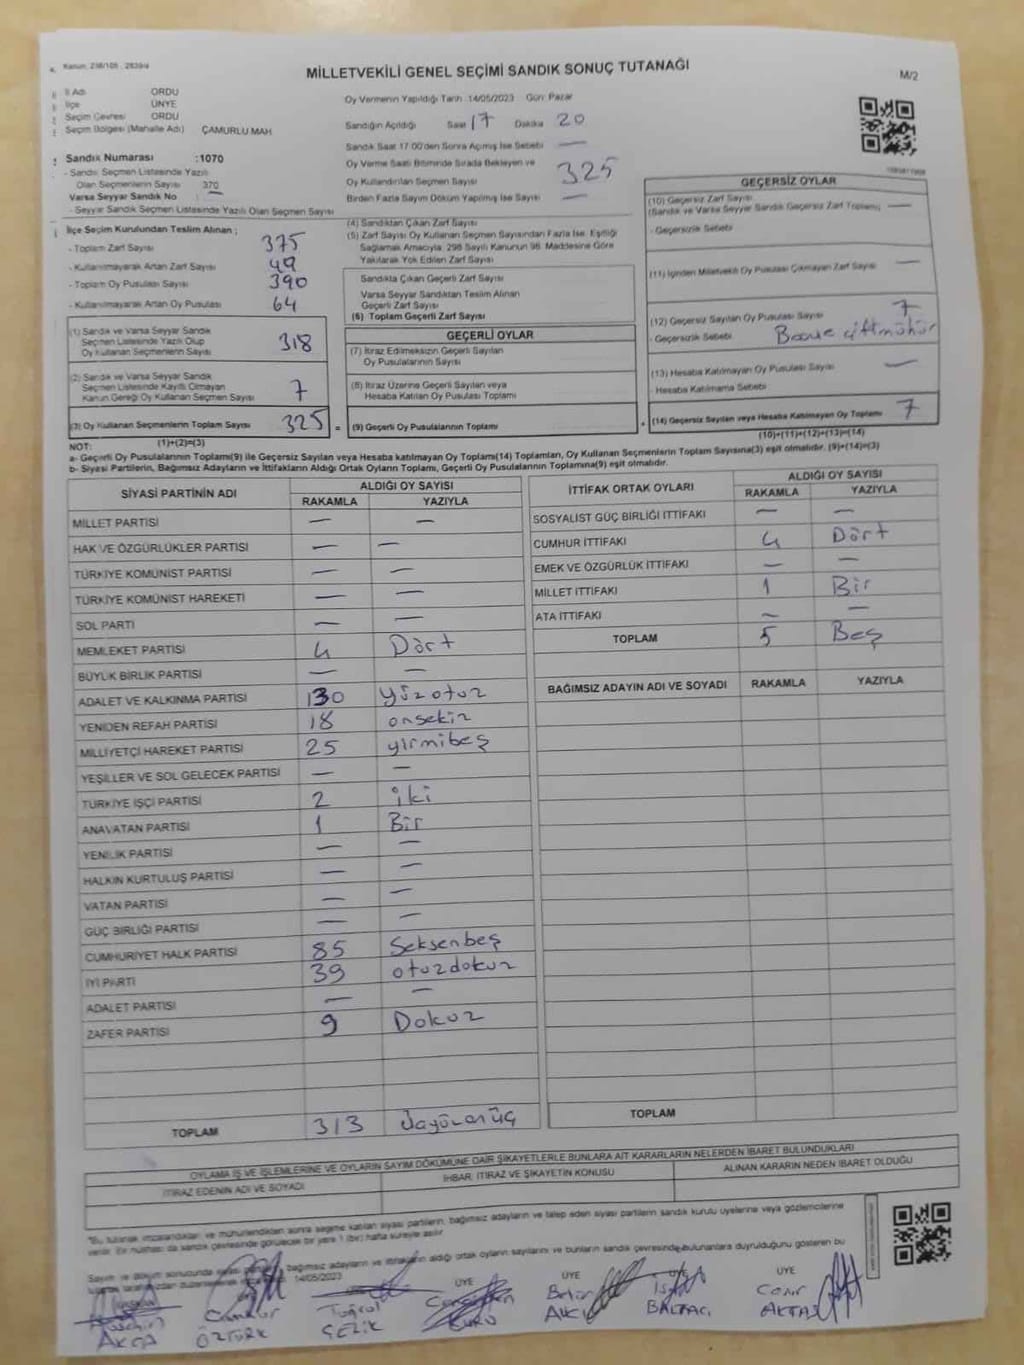 Kanun: 298/105 , 2839/4
MİLLETVEKİLİ GENEL SEÇİMİ SANDIK SONUÇ TUTANAĞI
M/2
İl Adı ORDU
İlçe ÜNYE
Seçim Çevresi ORDU
Seçim Bölgesi (Mahalle Adı) ÇAMURLU MAH.
Sandık Numarası :1070
- Sandık Seçmen Listesinde Yazılı
Olan Seçmenlerin Sayısı 370
Varsa Seyyar Sandık No —
- Seyyar Sandık Seçmen Listesinde Yazılı Olan Seçmen Sayısı
Oy Vermenin Yapıldığı Tarih :14/05/2023 Gün: Pazar
Sandığın Açıldığı Saat 17 Dakika 20
Sandık Saat 17:00'den Sonra Açılmış İse Sebebi —
Oy Verme Saati Bitiminde Sırada Bekleyen ve
Oy Kullandırılan Seçmen Sayısı 325
Birden Fazla Sayım Döküm Yapılmış İse Sayısı —
İlçe Seçim Kurulundan Teslim Alınan ;
- Toplam Zarf Sayısı 375
- Kullanılmayarak Artan Zarf Sayısı 49
- Toplam Oy Pusulası Sayısı 390
- Kullanılmayarak Artan Oy Pusulası 64
(1) Sandık ve Varsa Seyyar Sandık
Seçmen Listesinde Yazılı Olup
Oy Kullanan Seçmenlerin Sayısı 318
(2) Sandık ve Varsa Seyyar Sandık
Seçmen Listesinde Kayıtlı Olmayan
Kanun Gereği Oy Kullanan Seçmen Sayısı 7
(3) Oy Kullanan Seçmenlerin Toplam Sayısı 325 =
(1)+(2)=(3)
(4) Sandıktan Çıkan Zarf Sayısı
(5) Zarf Sayısı Oy Kullanan Seçmen Sayısından Fazla İse, Eşitliği
Sağlamak Amacıyla, 298 Sayılı Kanunun 98. Maddesine Göre
Yakılarak Yok Edilen Zarf Sayısı
Sandıkta Çıkan Geçerli Zarf Sayısı
Varsa Seyyar Sandıktan Teslim Alınan
Geçerli Zarf Sayısı
(6) Toplam Geçerli Zarf Sayısı
GEÇERLİ OYLAR
(7) İtiraz Edilmeksizin Geçerli Sayılan
Oy Pusulalarının Sayısı
(8) İtiraz Üzerine Geçerli Sayılan veya
Hesaba Katılan Oy Pusulası Toplamı
(9) Geçerli Oy Pusulalarının Toplamı +
GEÇERSİZ OYLAR
(10) Geçersiz Zarf Sayısı —
(Sandık ve Varsa Seyyar Sandık Geçersiz Zarf Toplamı)
- Geçersizlik Sebebi
(11) İçinden Milletvekili Oy Pusulası Çıkmayan Zarf Sayısı —
(12) Geçersiz Sayılan Oy Pusulası Sayısı 7
- Geçersizlik Sebebi çift mühür
(13) Hesaba Katılmayan Oy Pusulası Sayısı —
- Hesaba Katılmama Sebebi
(14) Geçersiz Sayılan veya Hesaba Katılmayan Oy Toplamı 7
(10)+(11)+(12)+(13)=(14)
NOT:
a- Geçerli Oy Pusulalarının Toplamı(9) ile Geçersiz Sayılan veya Hesaba katılmayan Oy Toplamı(14) Toplamları, Oy Kullanan Seçmenlerin Toplam Sayısına(3) eşit olmalıdır. (9)+(14)=(3)
b- Siyasi Partilerin, Bağımsız Adayların ve İttifakların Aldığı Ortak Oyların Toplamı, Geçerli Oy Pusulalarının Toplamına(9) eşit olmalıdır.
SİYASİ PARTİNİN ADI ALDIĞI OY SAYISI
RAKAMLA YAZIYLA
MİLLET PARTİSİ — —
HAK VE ÖZGÜRLÜKLER PARTİSİ — —
TÜRKİYE KOMÜNİST PARTİSİ — —
TÜRKİYE KOMÜNİST HAREKETİ — —
SOL PARTİ — —
MEMLEKET PARTİSİ 4 Dört
BÜYÜK BİRLİK PARTİSİ — —
ADALET VE KALKINMA PARTİSİ 130 yüzotuz
YENİDEN REFAH PARTİSİ 18 onsekiz
MİLLİYETÇİ HAREKET PARTİSİ 25 yirmibeş
YEŞİLLER VE SOL GELECEK PARTİSİ — —
TÜRKİYE İŞÇİ PARTİSİ 2 iki
ANAVATAN PARTİSİ 1 Bir
YENİLİK PARTİSİ — —
HALKIN KURTULUŞ PARTİSİ — —
VATAN PARTİSİ — —
GÜÇ BİRLİĞİ PARTİSİ — —
CUMHURİYET HALK PARTİSİ 85 Seksenbeş
İYİ PARTİ 39 otuzdokuz
ADALET PARTİSİ — —
ZAFER PARTİSİ 9 Dokuz
TOPLAM 313
İTTİFAK ORTAK OYLARI ALDIĞI OY SAYISI
RAKAMLA YAZIYLA
SOSYALİST GÜÇ BİRLİĞİ İTTİFAKI — —
CUMHUR İTTİFAKI 4 Dört
EMEK VE ÖZGÜRLÜK İTTİFAKI — —
MİLLET İTTİFAKI 1 Bir
ATA İTTİFAKI — —
TOPLAM 5 Beş
BAĞIMSIZ ADAYIN ADI VE SOYADI RAKAMLA YAZIYLA
TOPLAM
OYLAMA İŞ VE İŞLEMLERİNE VE OYLARIN SAYIM DÖKÜMÜNE DAİR ŞİKAYETLERLE BUNLARA AİT KARARLARIN NELERDEN İBARET BULUNDUKLARI
İTİRAZ EDENİN ADI VE SOYADI İHBAR, İTİRAZ VE ŞİKAYETİN KONUSU ALINAN KARARIN NEDEN İBARET OLDUĞU
"Bu tutanak imzalandıktan ve mühürlendikten sonra seçime katılan siyasi partilerin, bağımsız adayların ve talep eden siyasi partilerin sandık kurulu üyelerine veya gözlemcilerine
verilir. Bir nüshası da sandık çevresinde görülecek bir yere 1 (bir) hafta süreyle asılır
bağımsız adayların ve ittifakların aldığı ortak oyların sayılarını ve bunların sandık çevresinde bulunanlara duyrulduğunu gösteren bu
14/05/2023
ÜYE ÜYE ÜYE ÜYE
AKÇA ÖZTÜRK Tuğrul ÇEZİK BALTACI Caner AKTAŞ